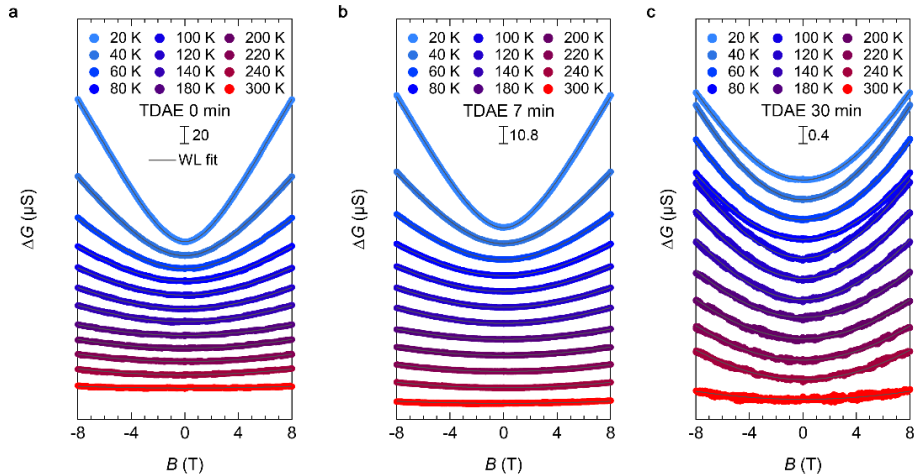 a
20 K 100 K 200 K
40 K 120 K 220 K
60 K 140 K 240 K
80 K 180 K 300 K
TDAE 0 min
20
WL fit
ΔG (μS)
-8 -4 0 4 8
B (T)
b
20 K 100 K 200 K
40 K 120 K 220 K
60 K 140 K 240 K
80 K 180 K 300 K
TDAE 7 min
10.8
ΔG (μS)
-8 -4 0 4 8
B (T)
c
20 K 100 K 200 K
40 K 120 K 220 K
60 K 140 K 240 K
80 K 180 K 300 K
TDAE 30 min
0.4
ΔG (μS)
-8 -4 0 4 8
B (T)